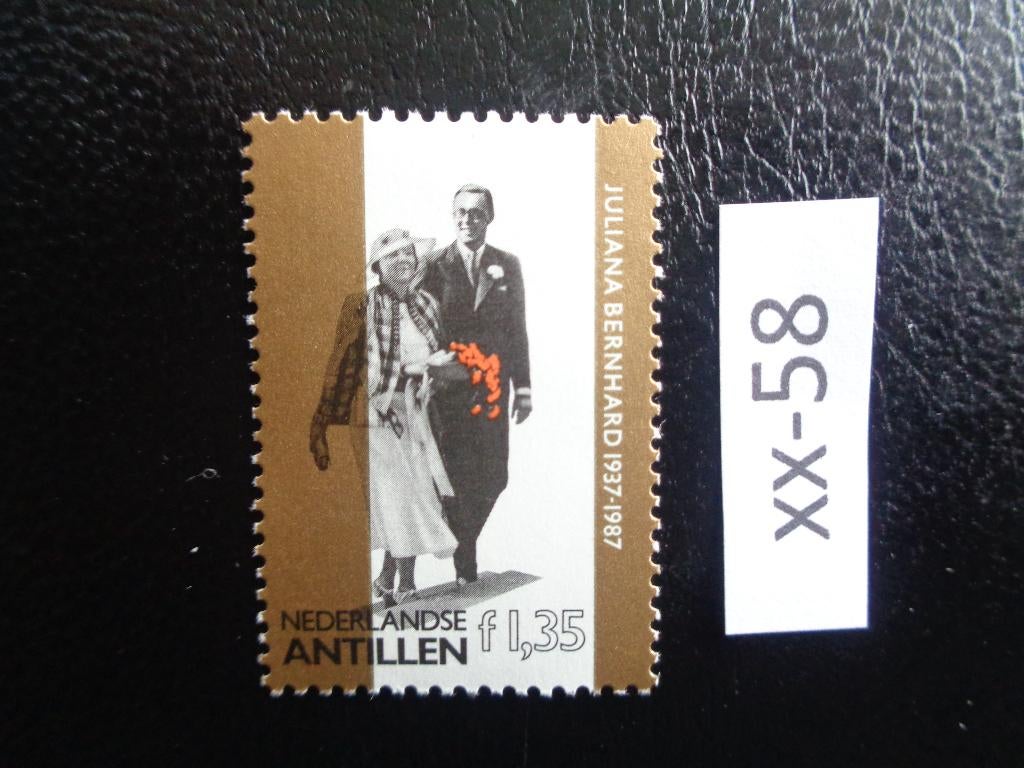 JULIANA BERNHARD 1937-1987
NEDERLANDSE
ANTILLEN f 1,35
xx-58